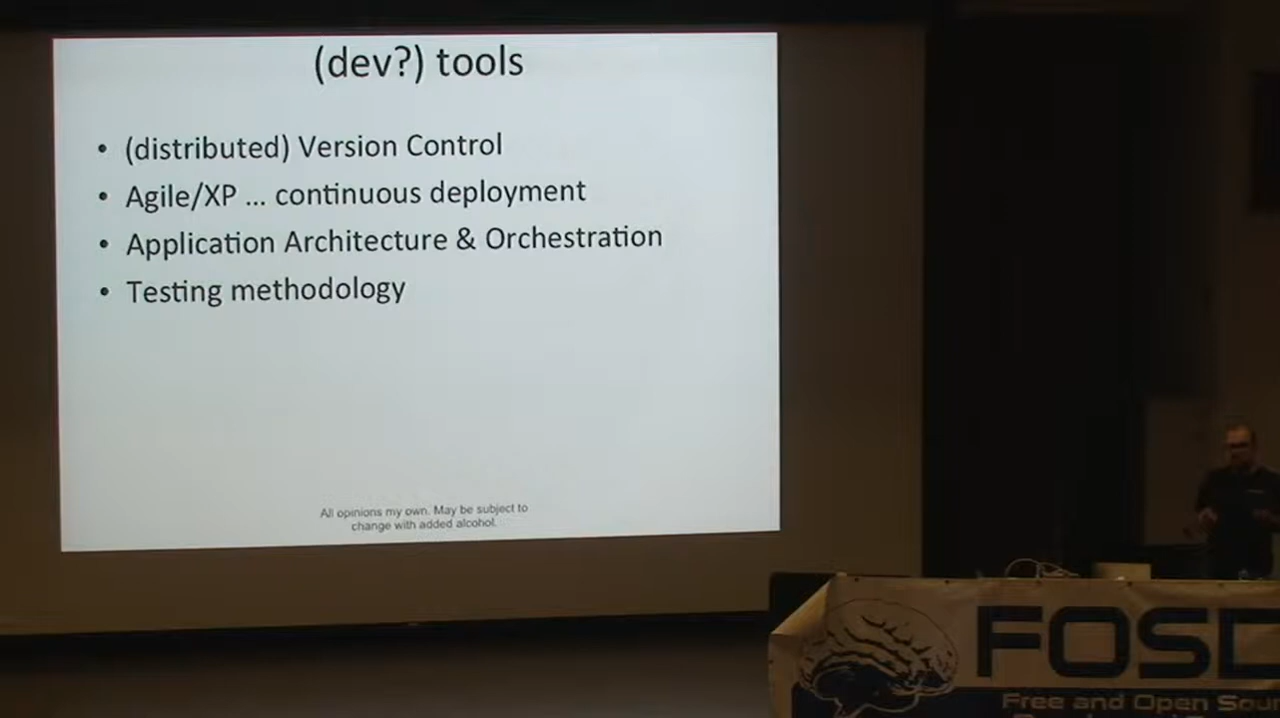 (dev?) tools
• (distributed) Version Control
• Agile/XP ... continuous deployment
• Application Architecture & Orchestration
• Testing methodology
All opinions my own. May be subject to
change with added alcohol.
FOSD
Free and Open Sour